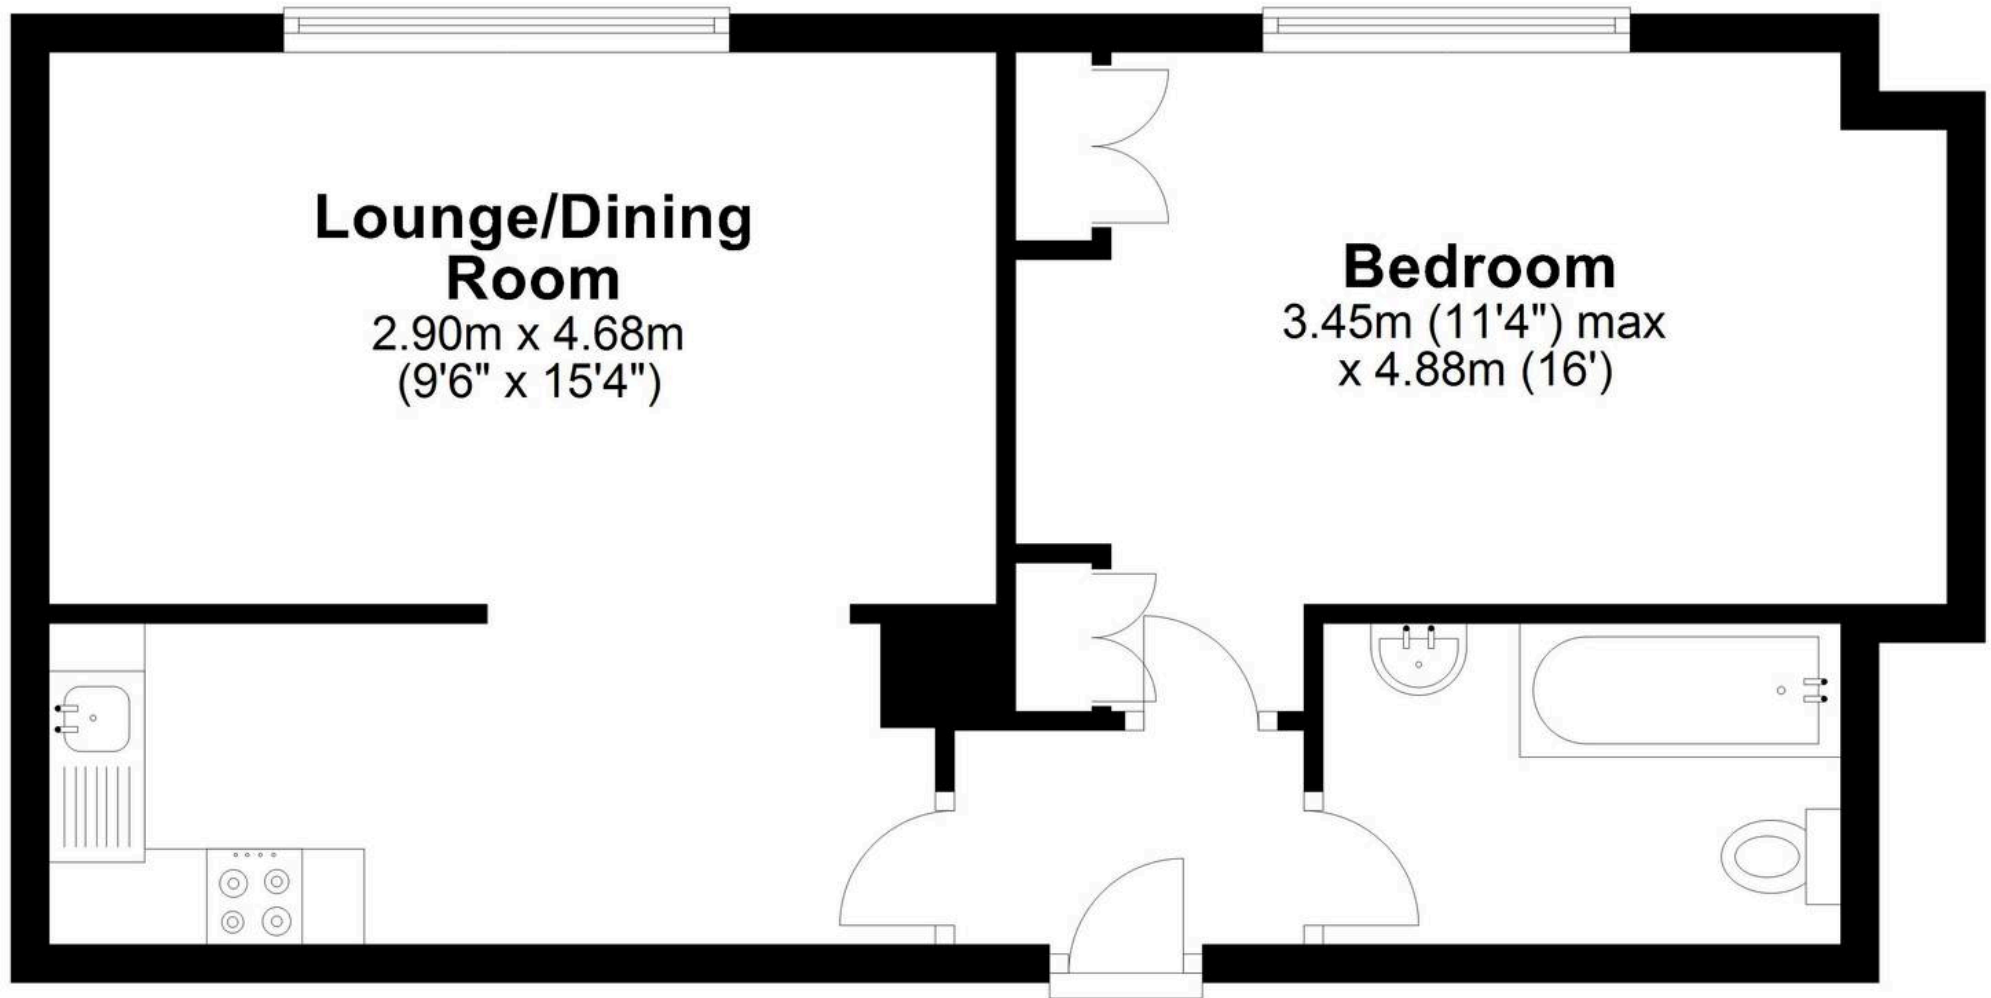 Lounge/Dining
Room
2.90m x 4.68m
(9'6" x 15'4")
Bedroom
3.45m (11'4") max
x 4.88m (16')